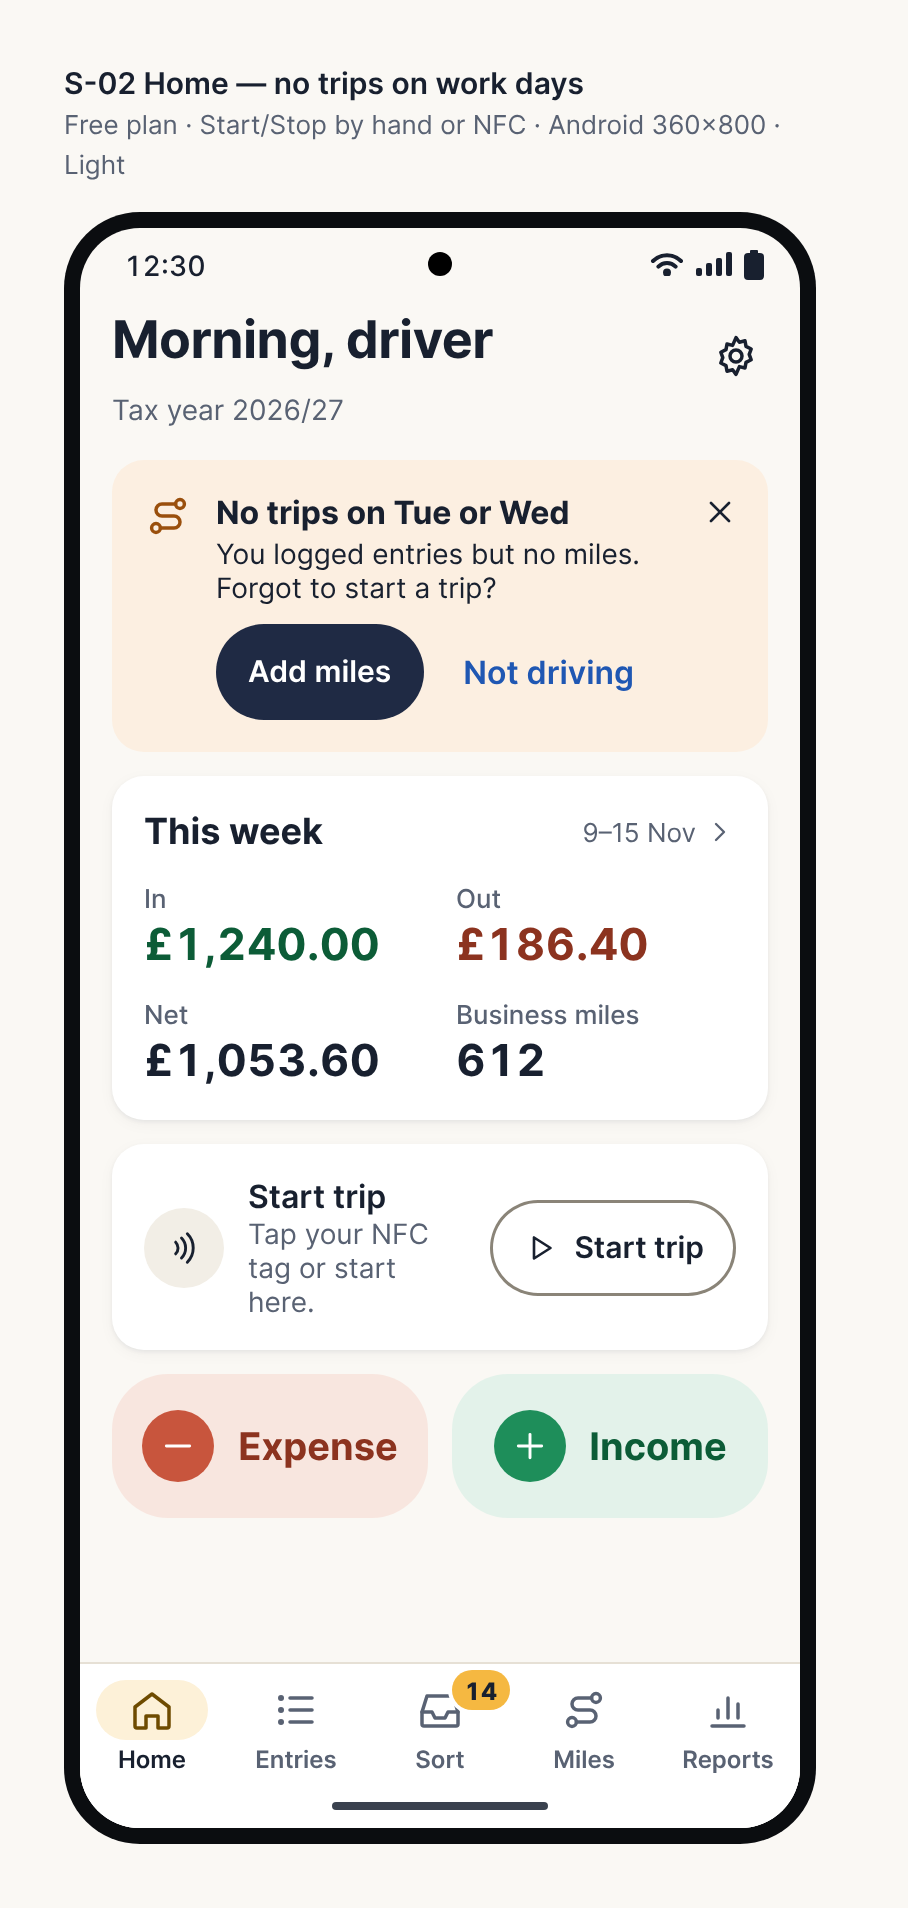 S-02 Home — no trips on work days
Free plan · Start/Stop by hand or NFC · Android 360×800 ·
Light
12:30
Morning, driver
Tax year 2026/27
No trips on Tue or Wed
You logged entries but no miles.
Forgot to start a trip?
Add miles
Not driving
This week
9–15 Nov
In
Out
£1,240.00
£186.40
Net
Business miles
£1,053.60
612
Start trip
Tap your NFC
tag or start
here.
Start trip
Expense
Income
14
Home
Entries
Sort
Miles
Reports